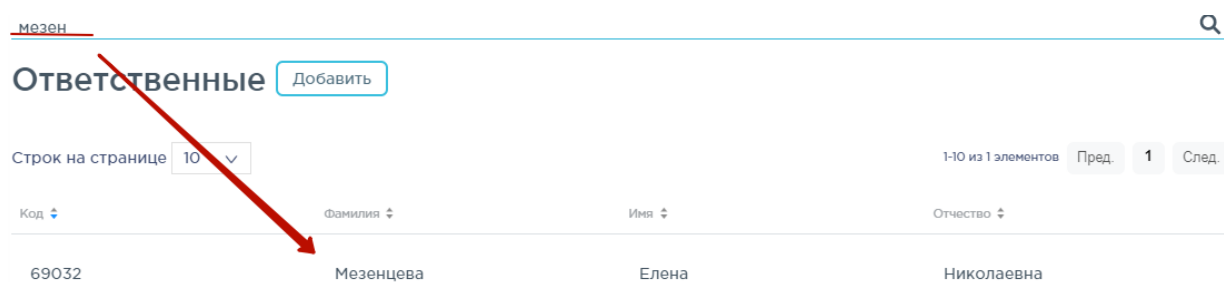 мезен
Ответственные Добавить
Строк на странице 10 1-10 из 1 элементов Пред. 1 След.
Код Фамилия Имя Отчество
69032 Мезенцева Елена Николаевна